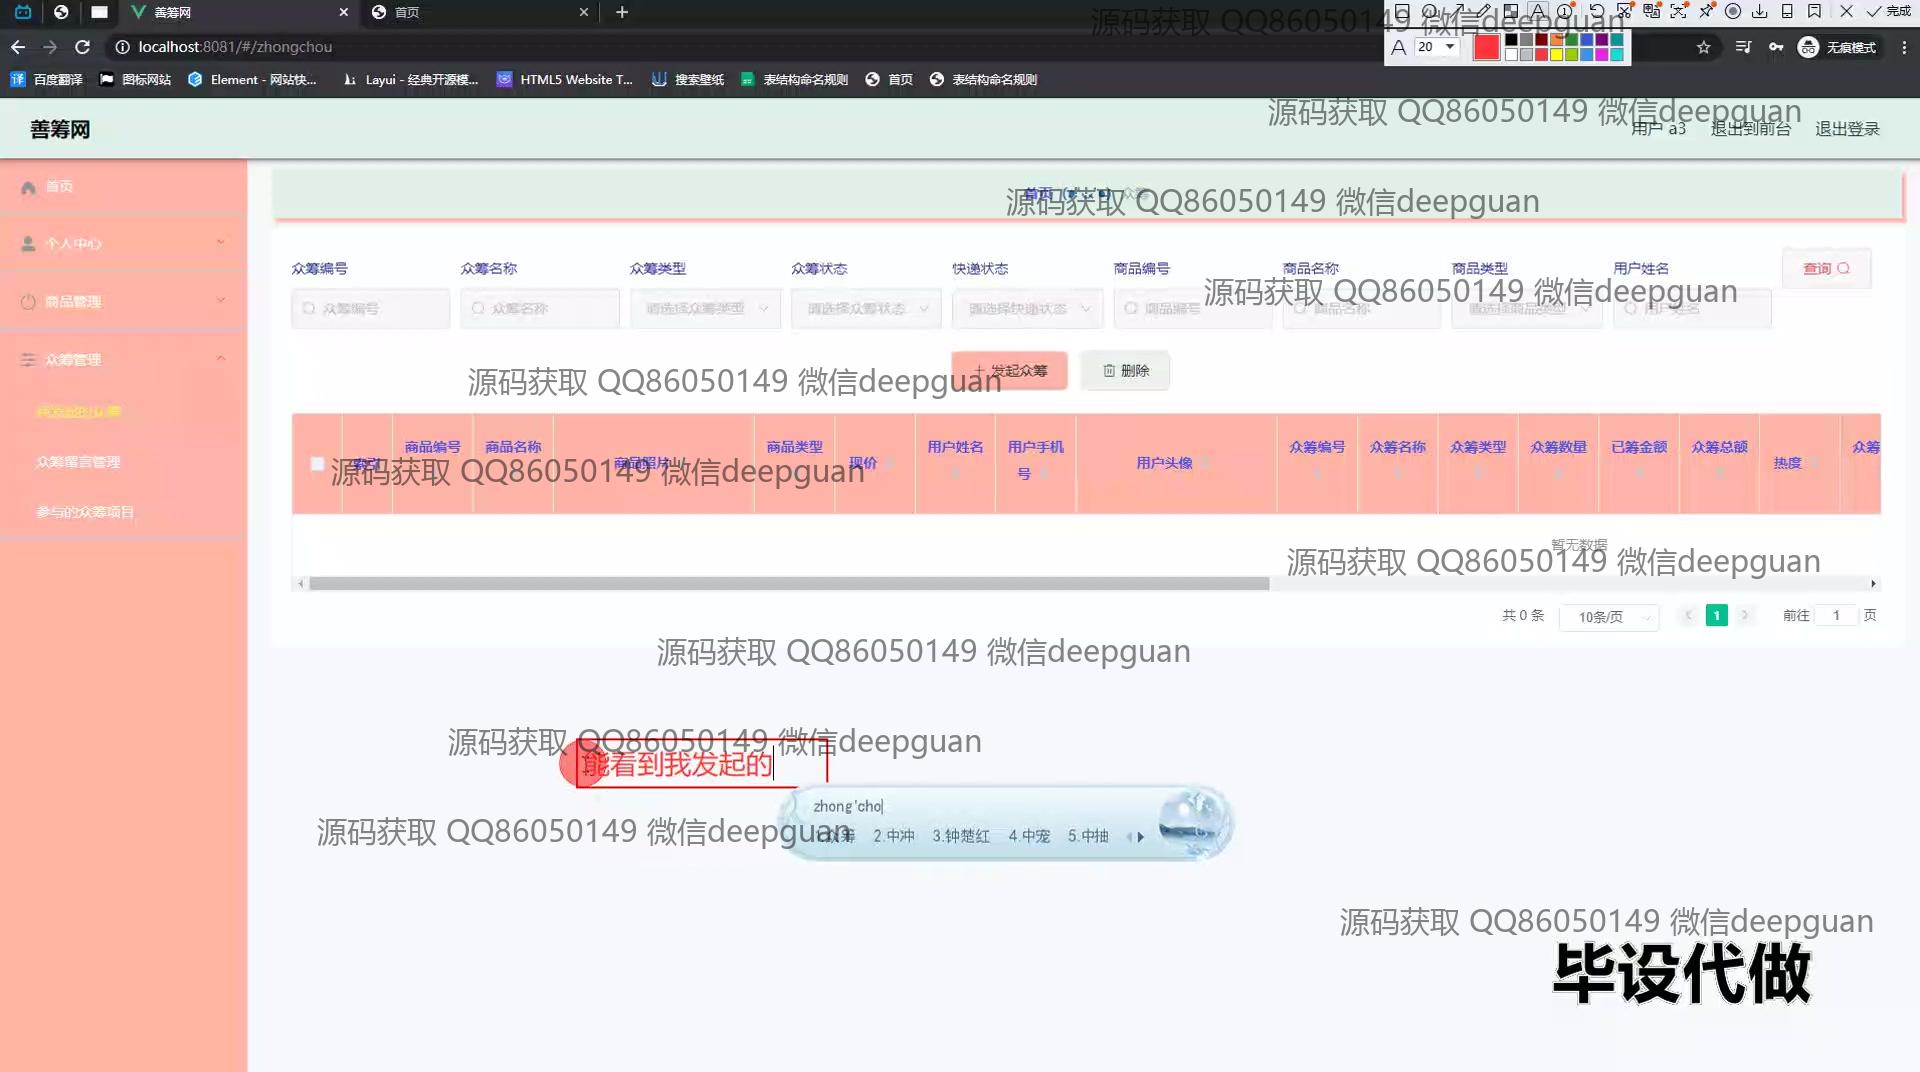 善筹网
首页
完成
localhost:8081/#/zhongchou
A 20
无痕模式
百度翻译
图标网站
Element - 网站快...
Layui - 经典开源模...
HTML5 Website T...
搜索壁纸
表结构命名规则
首页
表结构命名规则
源码获取 QQ86050149 微信deepguan
善筹网
源码获取 QQ86050149 微信deepguan
用户 a3
退出到前台
退出登录
首页
源码获取 QQ86050149 微信deepguan
首页
众筹
个人中心
商品管理
众筹管理
众筹留言管理
参与的众筹项目
众筹编号
众筹名称
众筹类型
众筹状态
快递状态
商品编号
商品名称
商品类型
用户姓名
查询
众筹编号
众筹名称
请选择众筹类型
请选择众筹状态
请选择快递状态
商品编号
商品名称
请选择商品类型
用户姓名
源码获取 QQ86050149 微信deepguan
+ 发起众筹
删除
源码获取 QQ86050149 微信deepguan
索引
商品编号
商品名称
商品照片
商品类型
现价
用户姓名
用户手机号
用户头像
众筹编号
众筹名称
众筹类型
众筹数量
已筹金额
众筹总额
热度
众筹
源码获取 QQ86050149 微信deepguan
暂无数据
源码获取 QQ86050149 微信deepguan
共 0 条
10条/页
1
前往 1 页
源码获取 QQ86050149 微信deepguan
源码获取 QQ86050149 微信deepguan
能看到我发起的
zhong'cho
1.众筹 2.中冲 3.钟楚红 4.中宠 5.中抽
源码获取 QQ86050149 微信deepguan
源码获取 QQ86050149 微信deepguan
毕设代做